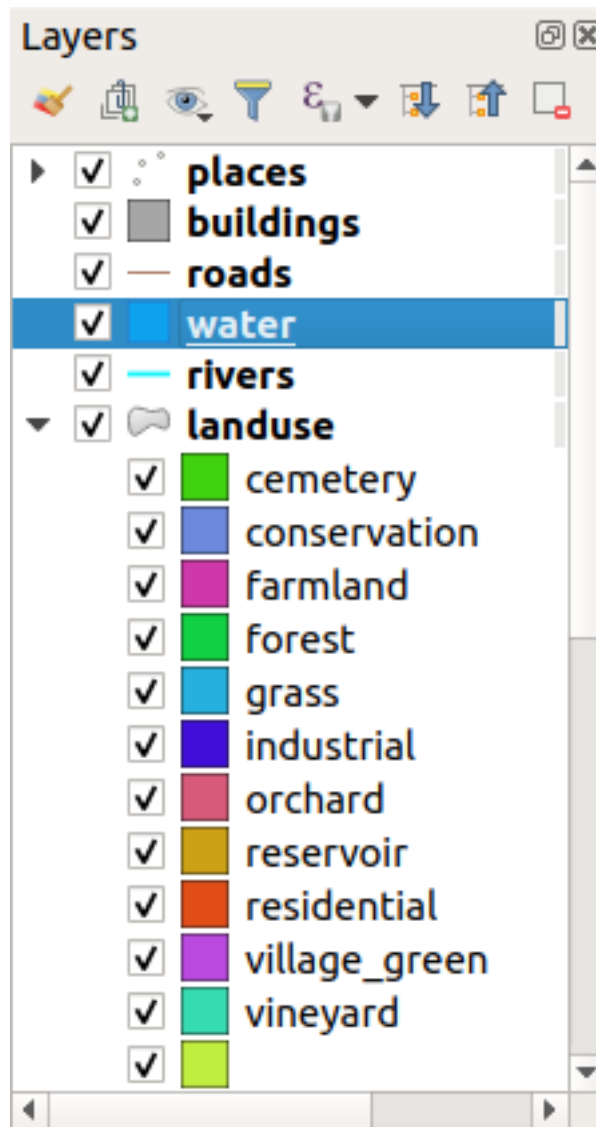 Layers
places
buildings
roads
water
rivers
landuse
cemetery
conservation
farmland
forest
grass
industrial
orchard
reservoir
residential
village_green
vineyard